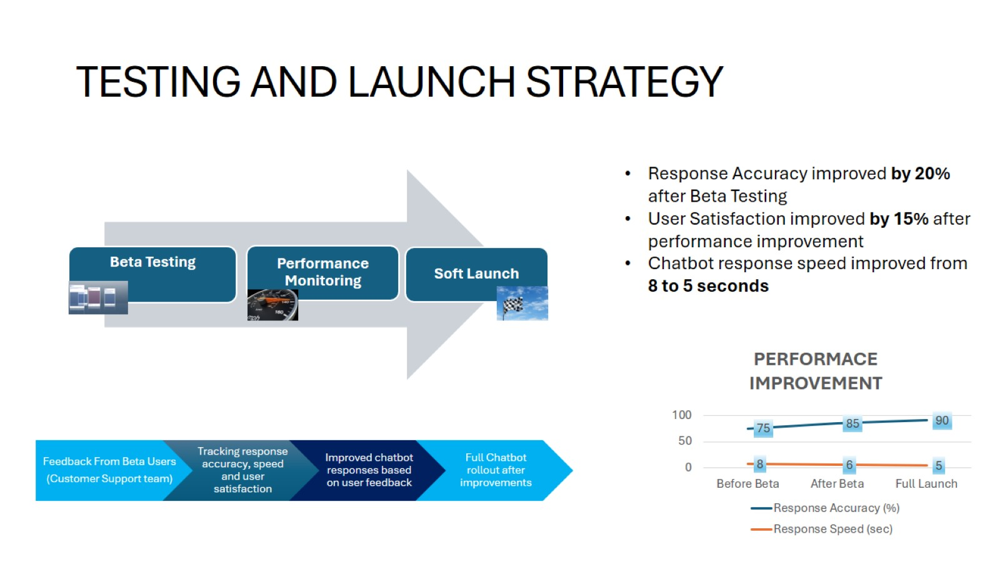 TESTING AND LAUNCH STRATEGY
Beta Testing
Performance
Monitoring
Soft Launch
140
160
mph
• Response Accuracy improved by 20%
after Beta Testing
• User Satisfaction improved by 15% after
performance improvement
• Chatbot response speed improved from
8 to 5 seconds
Feedback From Beta Users
(Customer Support team)
Tracking response
accuracy, speed
and user
satisfaction
Improved chatbot
responses based
on user feedback
Full Chatbot
rollout after
improvements
PERFORMACE
IMPROVEMENT
100
50
0
75
85
90
8
6
5
Before Beta
After Beta
Full Launch
Response Accuracy (%)
Response Speed (sec)